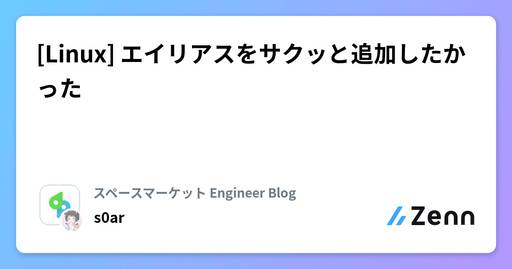 [Linux] エイリアスをサクッと追加したか
った
スペースマーケット Engineer Blog
s0ar
Zenn